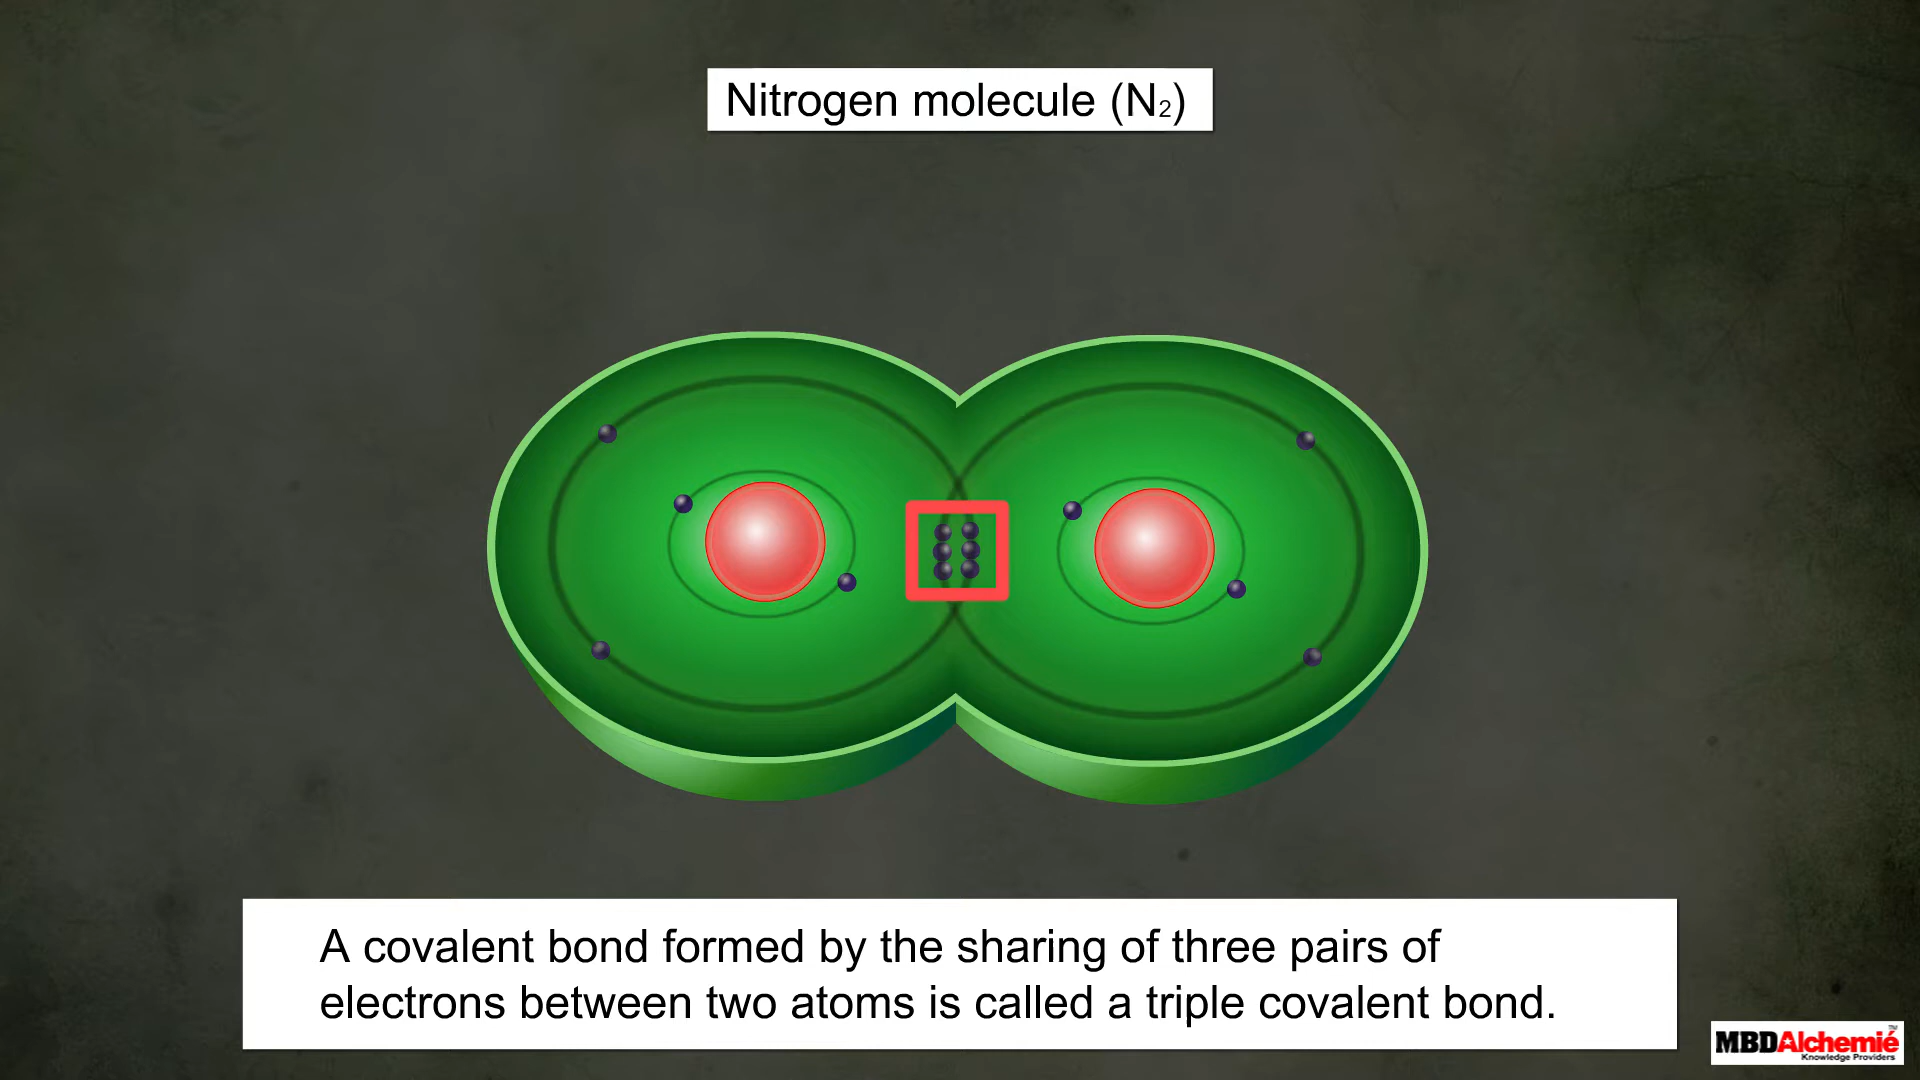 Nitrogen molecule (N₂)
A covalent bond formed by the sharing of three pairs of
electrons between two atoms is called a triple covalent bond.
MBDAlchemié™
Knowledge Providers